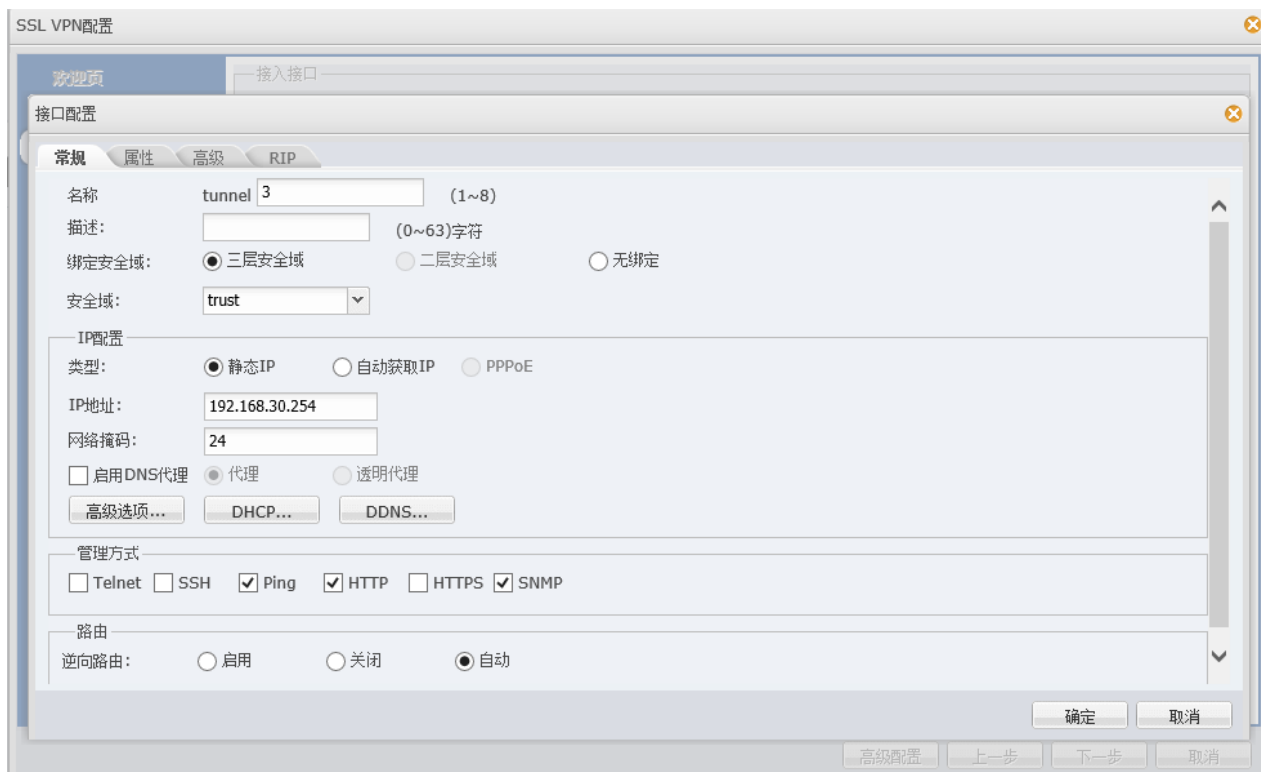 SSL VPN配置
欢迎页
接入接口
接口配置
常规 属性 高级 RIP
名称 tunnel 3 (1~8)
描述: (0~63)字符
绑定安全域: 三层安全域 二层安全域 无绑定
安全域: trust
IP配置
类型: 静态IP 自动获取IP PPPoE
IP地址: 192.168.30.254
网络掩码: 24
启用DNS代理 代理 透明代理
高级选项... DHCP... DDNS...
管理方式
Telnet SSH Ping HTTP HTTPS SNMP
路由
逆向路由: 启用 关闭 自动
确定 取消
高级配置 上一步 下一步 取消